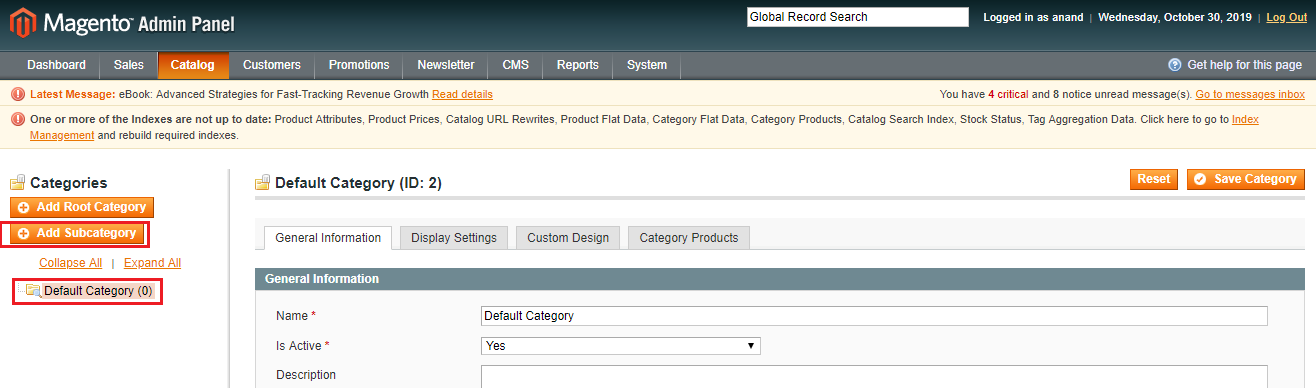 Magento™ Admin Panel
Global Record Search
Logged in as anand | Wednesday, October 30, 2019 | Log Out
Dashboard Sales Catalog Customers Promotions Newsletter CMS Reports System
Get help for this page
Latest Message: eBook: Advanced Strategies for Fast-Tracking Revenue Growth Read details
You have 4 critical and 8 notice unread message(s). Go to messages inbox
One or more of the Indexes are not up to date: Product Attributes, Product Prices, Catalog URL Rewrites, Product Flat Data, Category Flat Data, Category Products, Catalog Search Index, Stock Status, Tag Aggregation Data. Click here to go to Index
Management and rebuild required indexes.
Categories
Add Root Category
Add Subcategory
Collapse All | Expand All
Default Category (0)
Default Category (ID: 2)
Reset Save Category
General Information Display Settings Custom Design Category Products
General Information
Name * Default Category
Is Active * Yes
Description